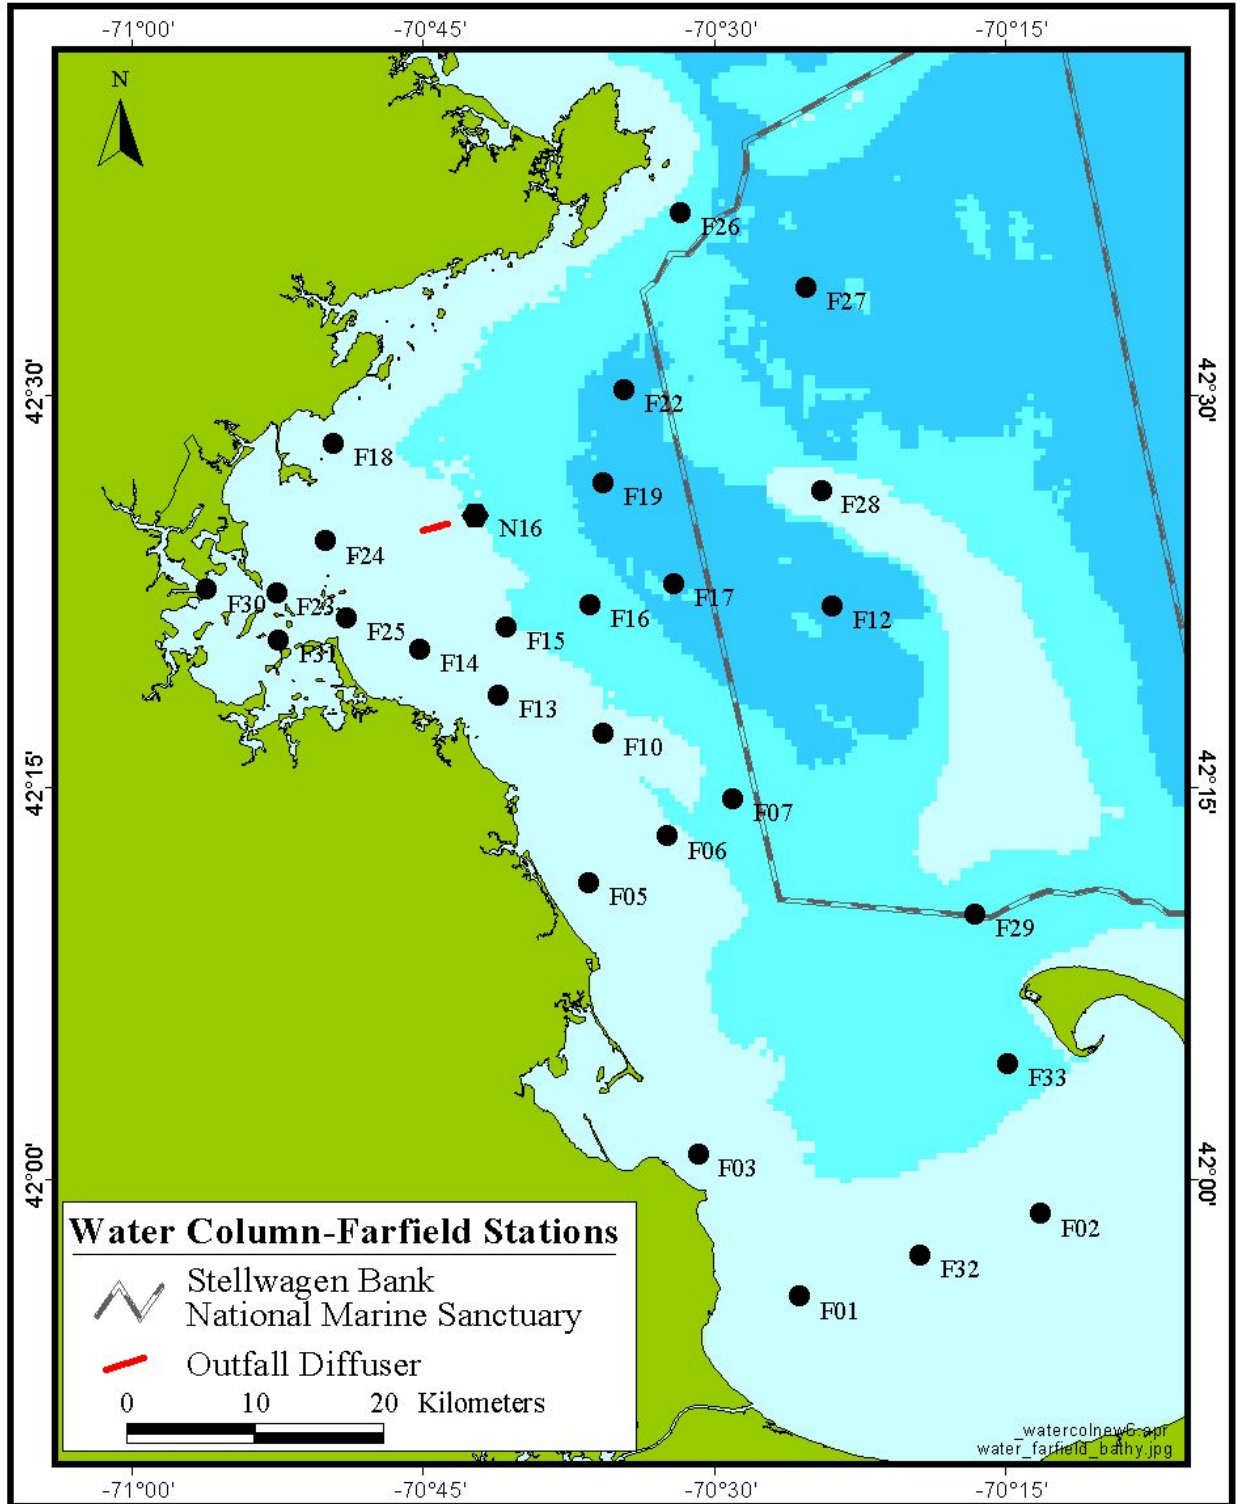 -71°00'
-70°45'
-70°30'
-70°15'
N
F26
F27
42°30'
42°30'
F22
F18
F19
F28
N16
F24
F30
F23
F17
F16
F12
F25
F15
F31
F14
F13
F10
42°15'
42°15'
F07
F06
F05
F29
F33
F03
42°00'
42°00'
F02
F32
F01
Water Column-Farfield Stations
Stellwagen Bank
National Marine Sanctuary
Outfall Diffuser
0 10 20 Kilometers
_watercolnew6.apr
water_farfield_bathy.jpg
-71°00'
-70°45'
-70°30'
-70°15'